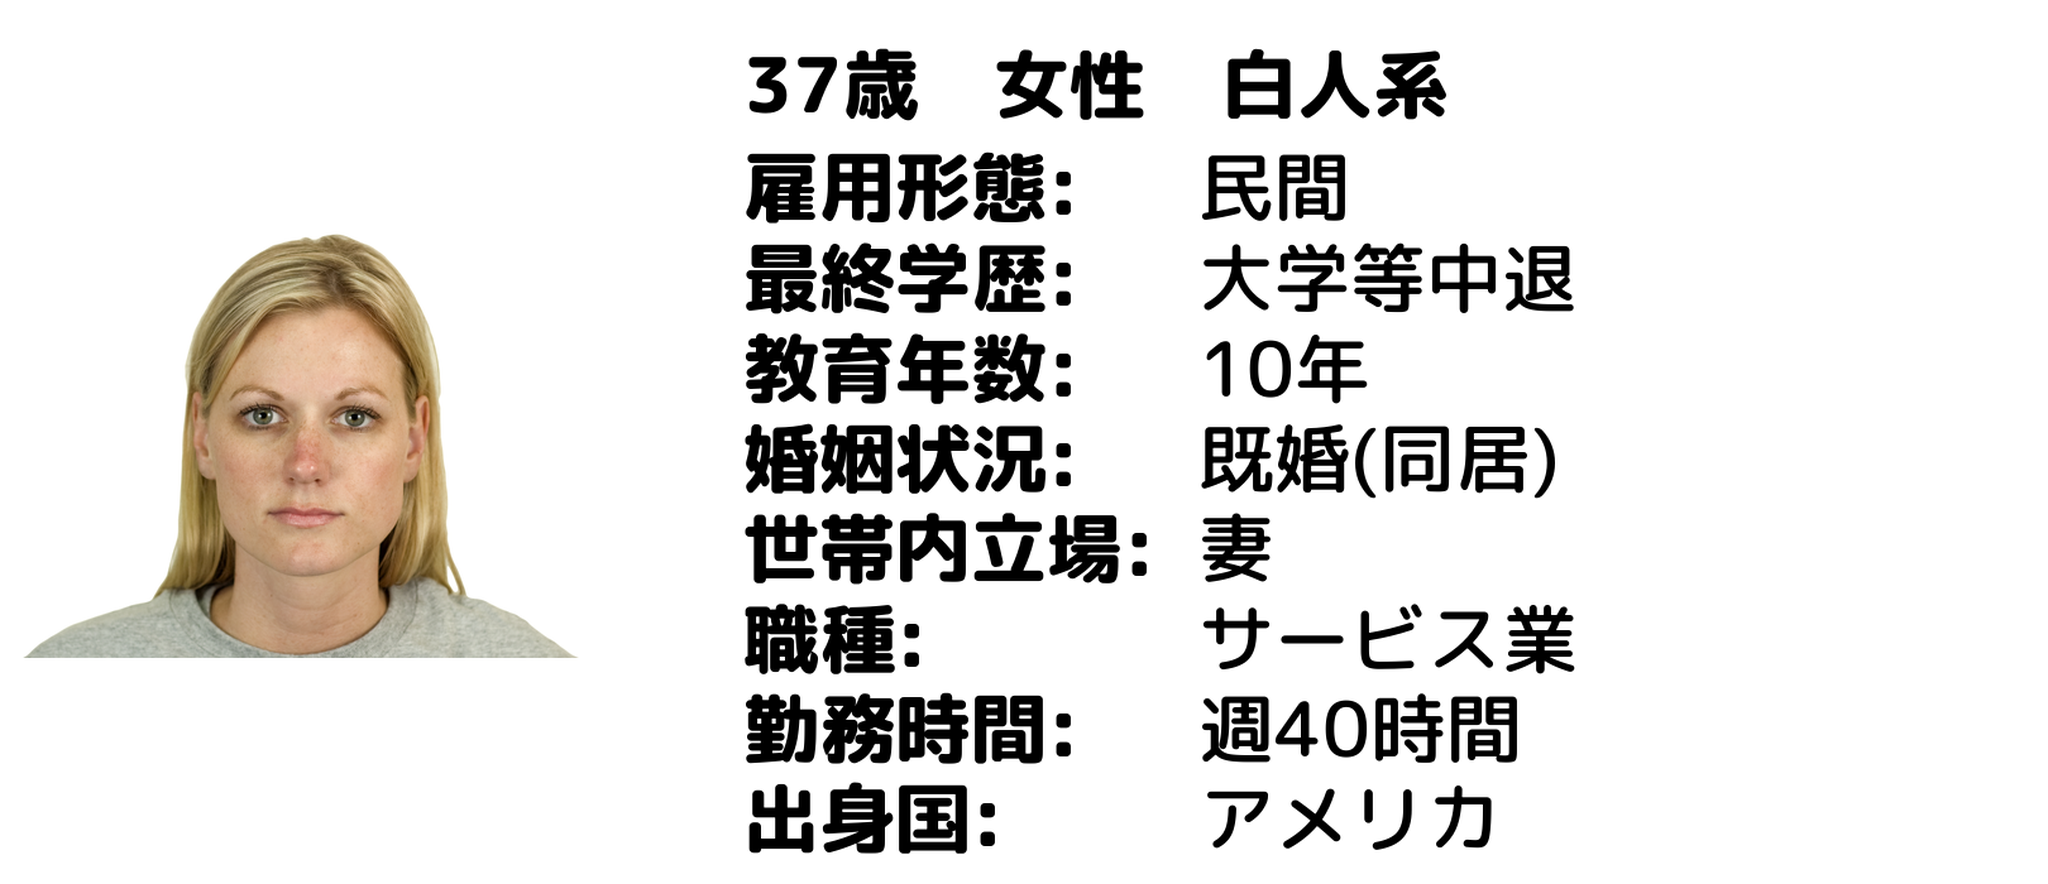 37歳　女性　白人系
雇用形態: 民間
最終学歴: 大学等中退
教育年数: 10年
婚姻状況: 既婚(同居)
世帯内立場: 妻
職種: サービス業
勤務時間: 週40時間
出身国: アメリカ